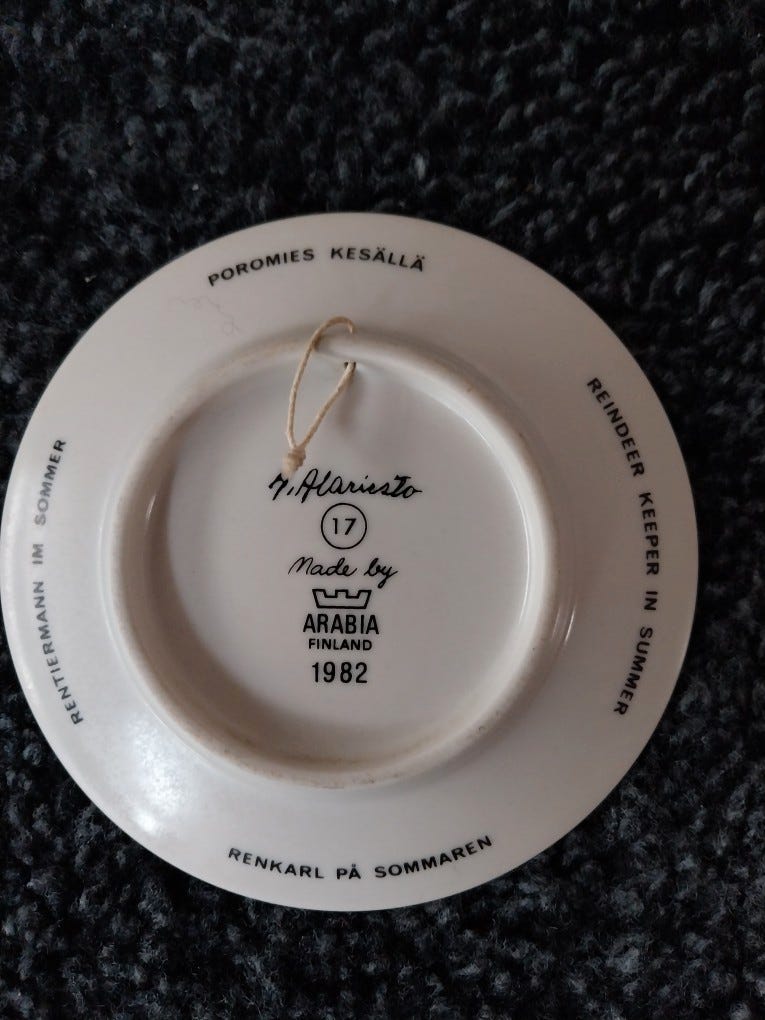 POROMIES KESÄLLÄ
REINDEER KEEPER IN SUMMER
RENKARL PÅ SOMMAREN
RENTIERMANN IM SOMMER
A. Alariesto
17
Made by
ARABIA
FINLAND
1982